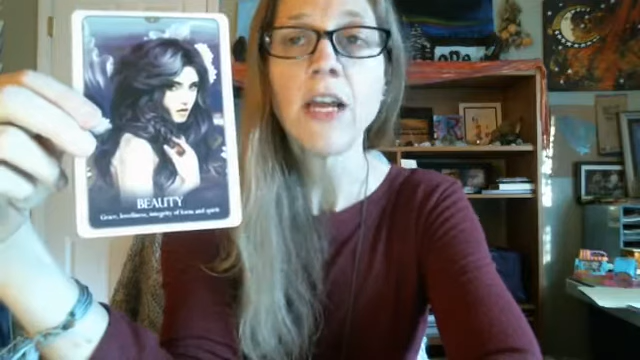 BEAUTY
Grace, loveliness, integrity of form and spirit